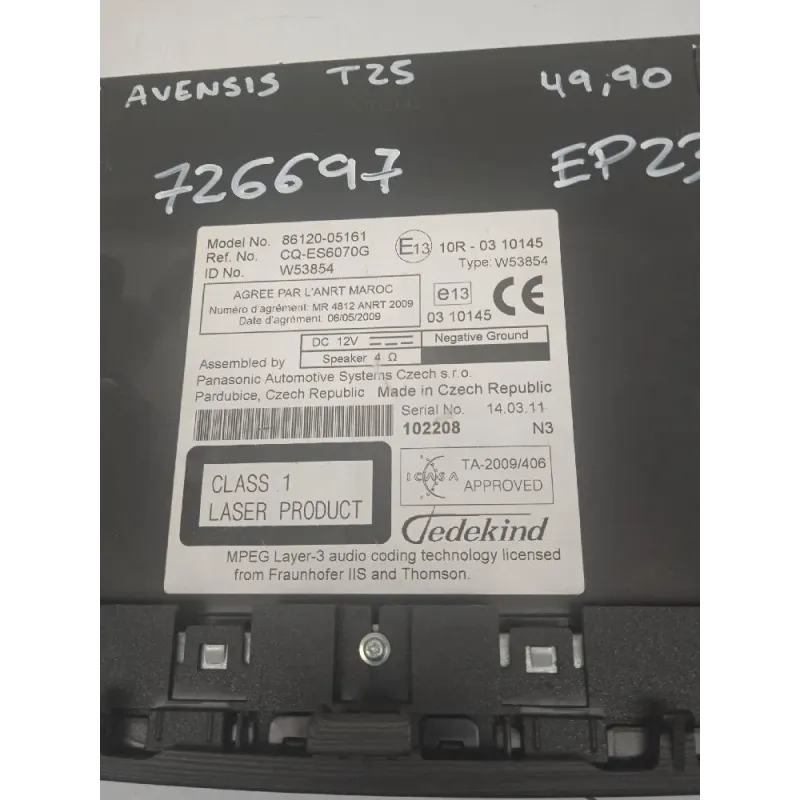 AVENSIS T25 49,90
726697 EP23
Model No. 86120-05161
Ref. No. CQ-ES6070G
ID No. W53854
E13 10R - 03 10145
Type: W53854
AGREE PAR L'ANRT MAROC
Numéro d'agrément: MR 4812 ANRT 2009
Date d'agrément: 06/05/2009
e13 CE
03 10145
DC 12V Negative Ground
Speaker 4 Ω
Assembled by
Panasonic Automotive Systems Czech s.r.o.
Pardubice, Czech Republic Made in Czech Republic
Serial No. 14.03.11
102208 N3
CLASS 1
LASER PRODUCT
ICASA TA-2009/406
APPROVED
Jedekind
MPEG Layer-3 audio coding technology licensed
from Fraunhofer IIS and Thomson.